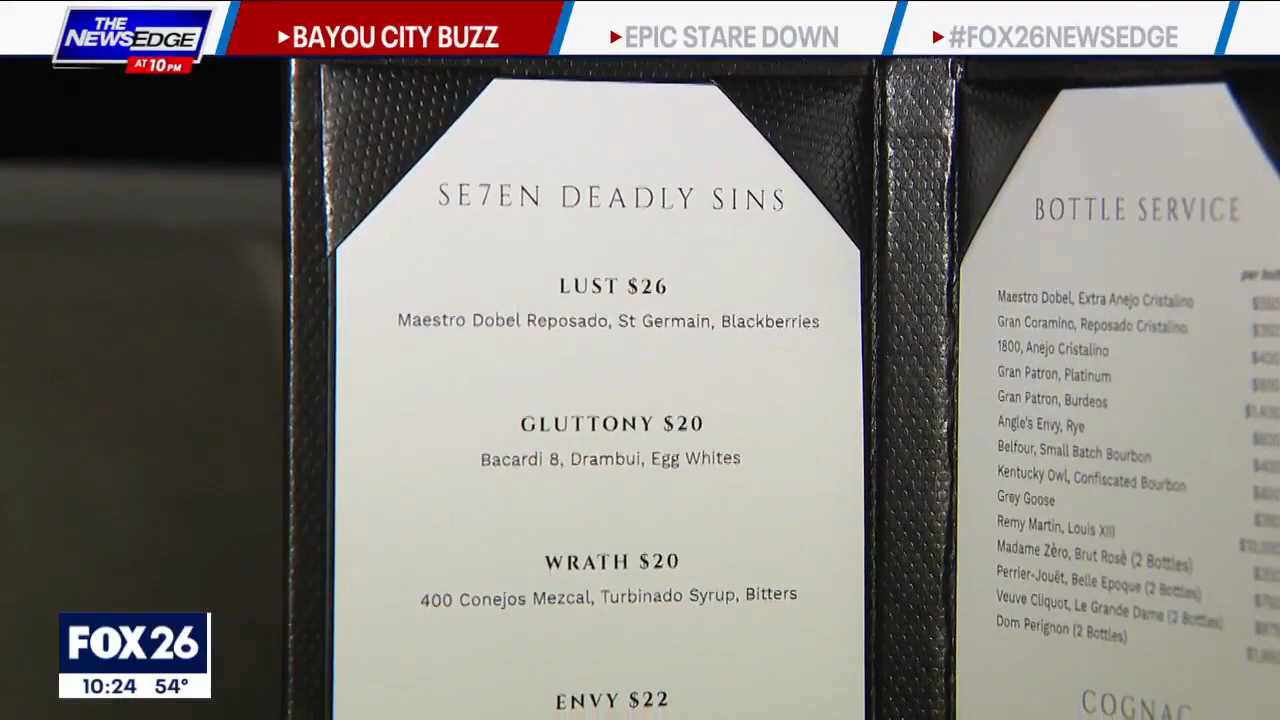 THE
NEWSEDGE
AT 10 PM
BAYOU CITY BUZZ
EPIC STARE DOWN
#FOX26NEWSEDGE
SE7EN DEADLY SINS
LUST $26
Maestro Dobel Reposado, St Germain, Blackberries
GLUTTONY $20
Bacardi 8, Drambui, Egg Whites
WRATH $20
400 Conejos Mezcal, Turbinado Syrup, Bitters
ENVY $22
BOTTLE SERVICE
per
Maestro Dobel, Extra Anejo Cristalino
Gran Coramino, Reposado Cristalino
1800, Anejo Cristalino
Gran Patron, Platinum
Gran Patron, Burdeos
Angle's Envy, Rye
Belfour, Small Batch Bourbon
Kentucky Owl, Confiscated Bourbon
Grey Goose
Remy Martin, Louis XIII
Madame Zèro, Brut Rosê (2 Bottles)
Perrier-Jouët, Belle Epoque (2 Bottles)
Veuve Cliquot, Le Grande Dame (2 Bottles)
Dom Perignon (2 Bottles)
COGNAC
FOX 26
10:24 54°